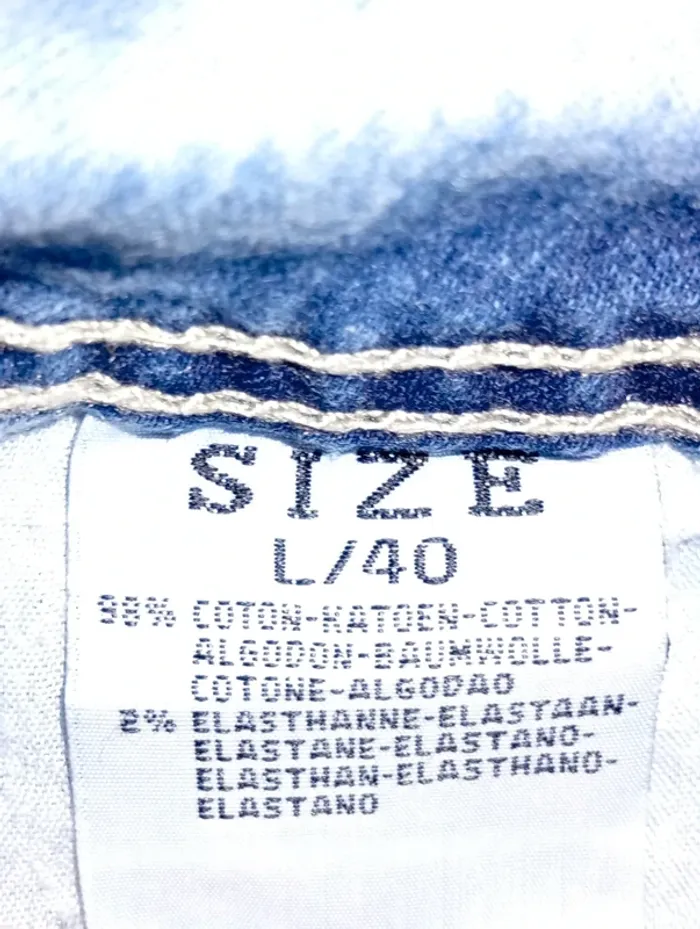 SIZE
L/40
98% COTON-KATOEN-COTTON-
ALGODON-BAUMWOLLE-
COTONE-ALGODAO
2% ELASTHANNE-ELASTAAN-
ELASTANE-ELASTANO-
ELASTHAN-ELASTHANO-
ELASTANO